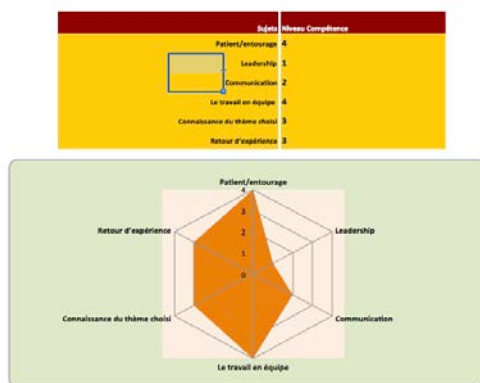 Sujets Niveau Compétence
Patient/entourage 4
Leadership 1
Communication 2
Le travail en équipe 4
Connaissance du thème choisi 3
Retour d'expérience 3
Patient/entourage
4
Retour d'expérience
3
Leadership
2
1
0
Connaissance du thème choisi
Communication
Le travail en équipe